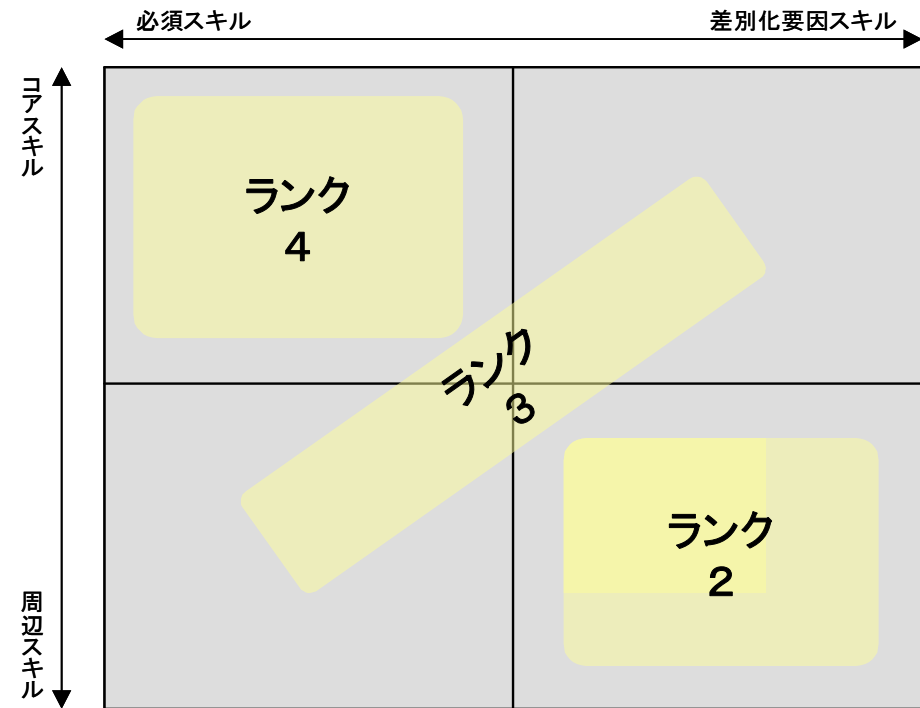 必須スキル
差別化要因スキル
コアスキル
ランク
４
ランク
３
ランク
２
周辺スキル